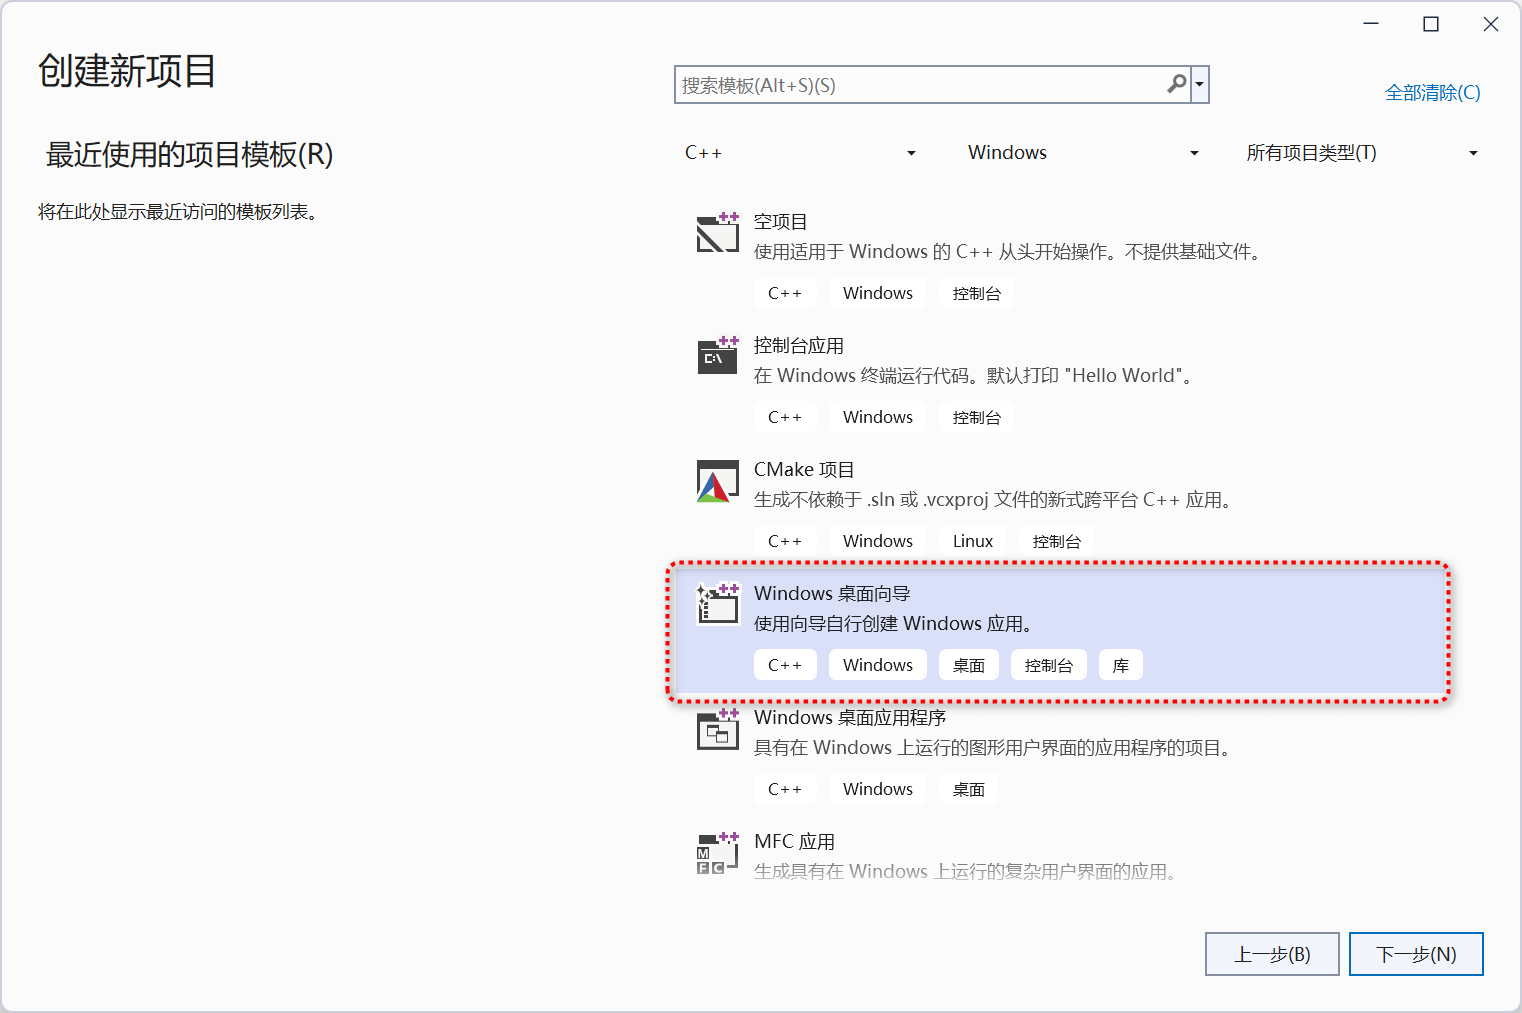 创建新项目
最近使用的项目模板(R)
将在此处显示最近访问的模板列表。
搜索模板(Alt+S)(S)
全部清除(C)
C++ Windows 所有项目类型(T)
空项目
使用适用于 Windows 的 C++ 从头开始操作。不提供基础文件。
C++ Windows 控制台
控制台应用
C:\
在 Windows 终端运行代码。默认打印 "Hello World"。
C++ Windows 控制台
CMake 项目
生成不依赖于 .sln 或 .vcxproj 文件的新式跨平台 C++ 应用。
C++ Windows Linux 控制台
Windows 桌面向导
使用向导自行创建 Windows 应用。
C++ Windows 桌面 控制台 库
Windows 桌面应用程序
具有在 Windows 上运行的图形用户界面的应用程序的项目。
C++ Windows 桌面
MFC 应用
M
FC
生成具有在 Windows 上运行的复杂用户界面的应用。
上一步(B) 下一步(N)